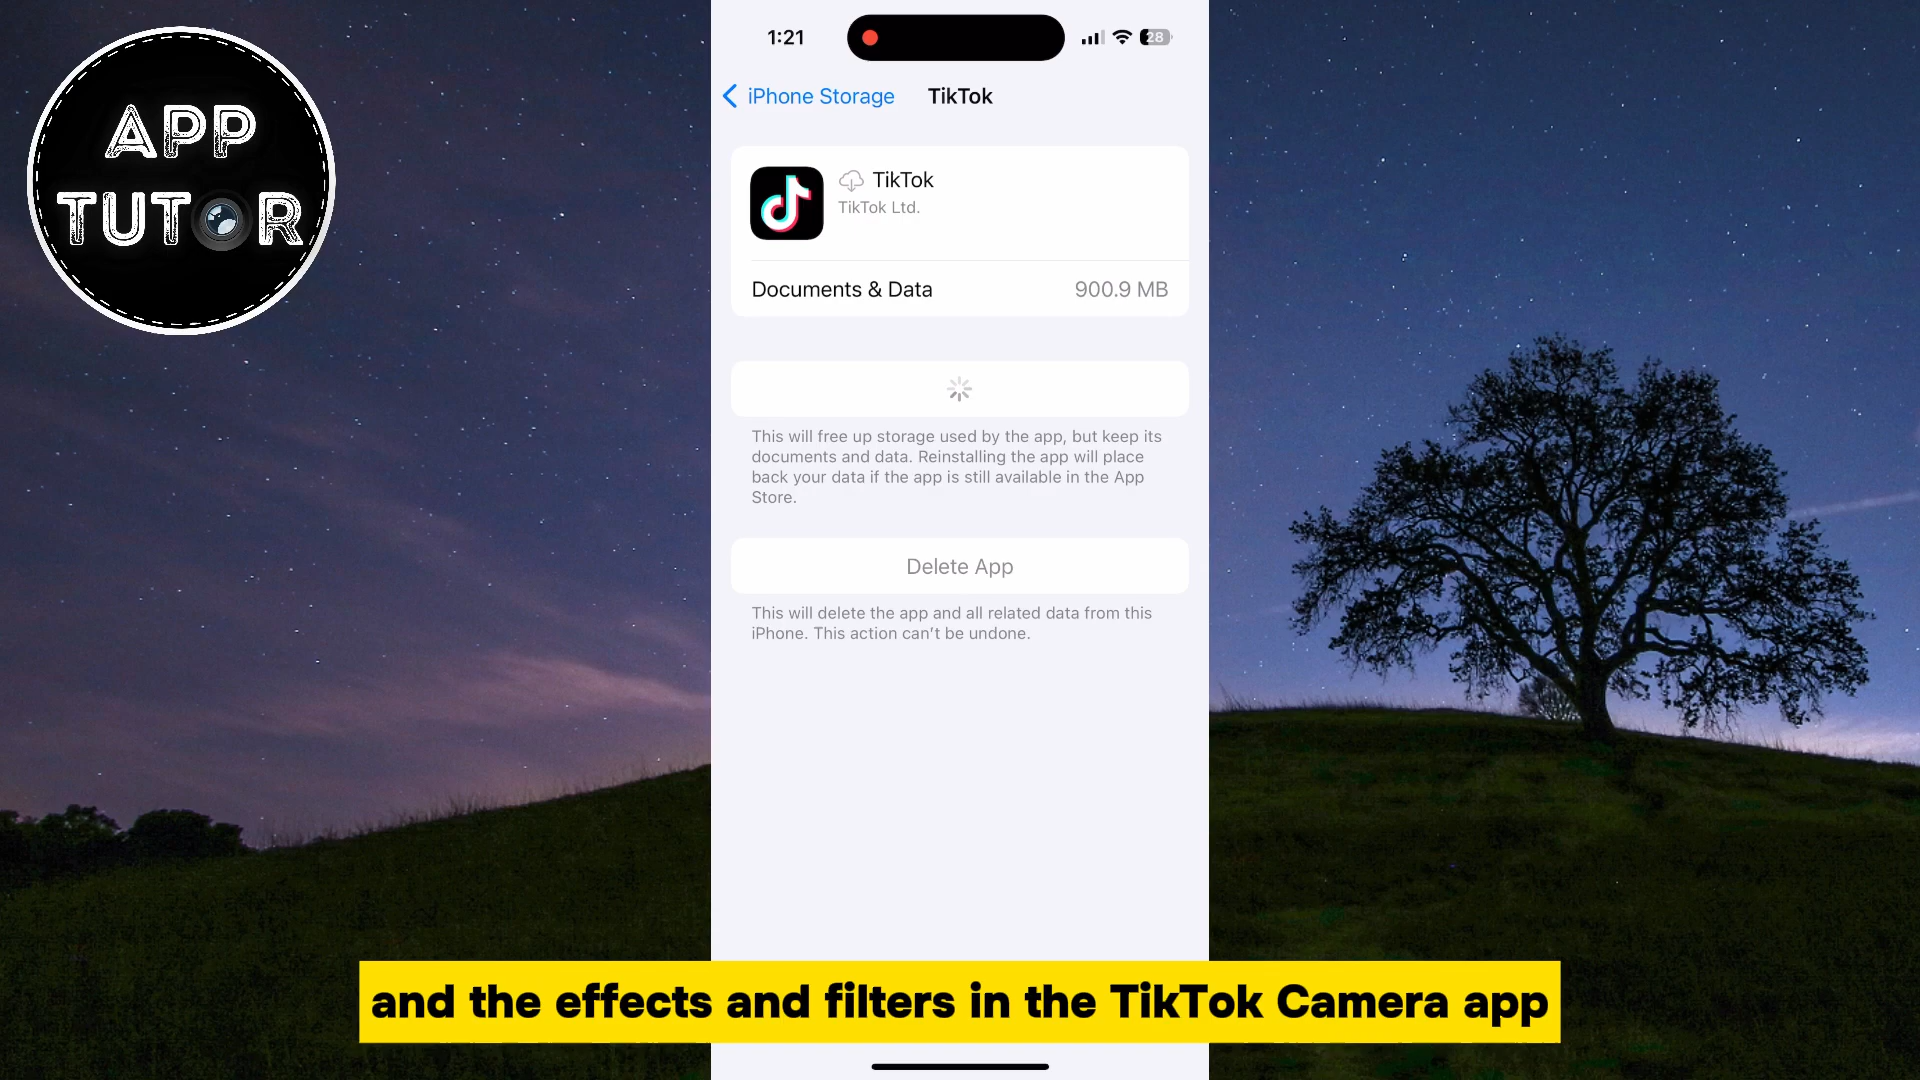 APP
TUTOR
1:21
28
iPhone Storage
TikTok
TikTok
TikTok Ltd.
Documents & Data
900.9 MB
This will free up storage used by the app, but keep its
documents and data. Reinstalling the app will place
back your data if the app is still available in the App
Store.
Delete App
This will delete the app and all related data from this
iPhone. This action can’t be undone.
and the effects and filters in the TikTok Camera app